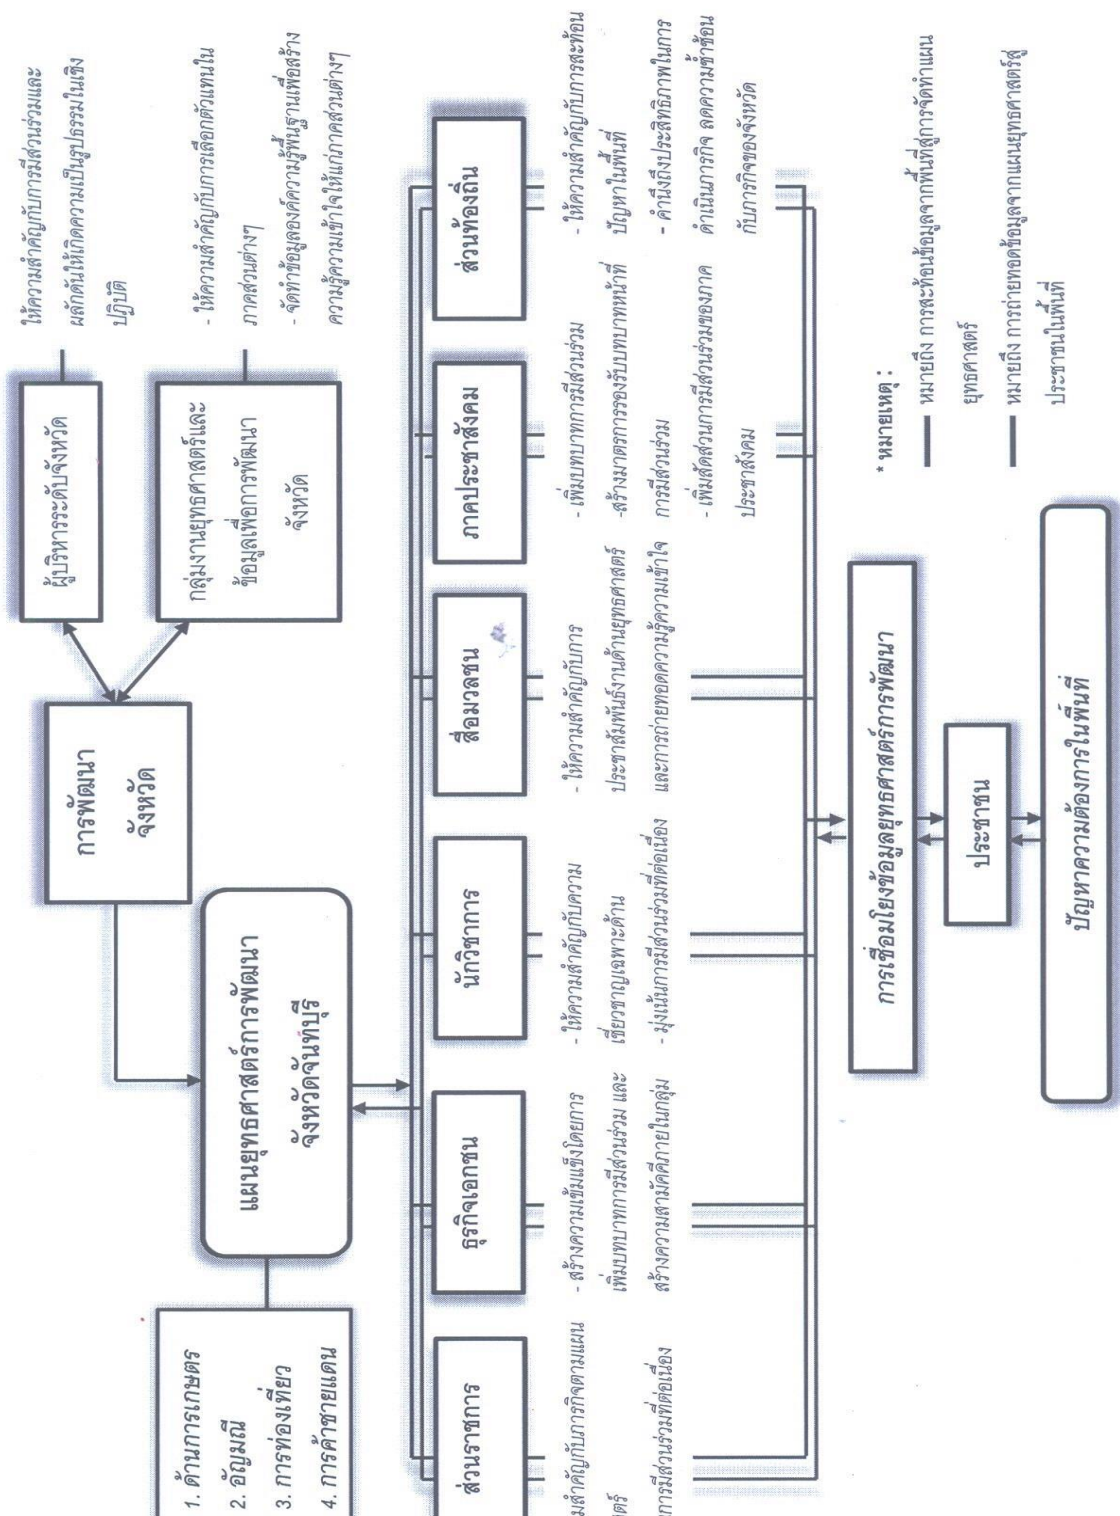 การพัฒนา
จังหวัด
ผู้บริหารระดับจังหวัด
ให้ความสำคัญกับการมีส่วนร่วมและ
ผลักดันให้เกิดความเป็นรูปธรรมในเชิง
ปฏิบัติ
กลุ่มงานยุทธศาสตร์และ
ข้อมูลเพื่อการพัฒนา
จังหวัด
- ให้ความสำคัญกับการเลือกตัวแทนใน
ภาคส่วนต่างๆ
- จัดทำข้อมูลองค์ความรู้พื้นฐานเพื่อสร้าง
ความรู้ความเข้าใจให้แก่ภาคส่วนต่างๆ
1. ด้านการเกษตร
2. อัญมณี
3. การท่องเที่ยว
4. การค้าชายแดน
แผนยุทธศาสตร์การพัฒนา
จังหวัดจันทบุรี
ส่วนราชการ
มสำคัญกับภารกิจตามแผน
ตร์
การมีส่วนร่วมที่ต่อเนื่อง
ธุรกิจเอกชน
- สร้างความเข้มแข็งโดยการ
เพิ่มบทบาทการมีส่วนร่วม และ
สร้างความสามัคคีภายในกลุ่ม
นักวิชาการ
- ให้ความสำคัญกับความ
เชี่ยวชาญเฉพาะด้าน
- มุ่งเน้นการมีส่วนร่วมที่ต่อเนื่อง
สื่อมวลชน
- ให้ความสำคัญกับการ
ประชาสัมพันธ์งานด้านยุทธศาสตร์
และการถ่ายทอดความรู้ความเข้าใจ
ภาคประชาสังคม
- เพิ่มบทบาทการมีส่วนร่วม
-สร้างมาตรการรองรับบทบาทหน้าที่
การมีส่วนร่วม
- เพิ่มสัดส่วนการมีส่วนร่วมของภาค
ประชาสังคม
ส่วนท้องถิ่น
- ให้ความสำคัญกับการสะท้อน
ปัญหาในพื้นที่
- คำนึงถึงประสิทธิภาพในการ
ดำเนินภารกิจ ลดความซ้ำซ้อน
กับภารกิจของจังหวัด
การเชื่อมโยงข้อมูลยุทธศาสตร์การพัฒนา
ประชาชน
ปัญหาความต้องการในพื้นที่
* หมายเหตุ :
หมายถึง การสะท้อนข้อมูลจากพื้นที่สู่การจัดทำแผน
ยุทธศาสตร์
หมายถึง การถ่ายทอดข้อมูลจากแผนยุทธศาสตร์สู่
ประชาชนในพื้นที่